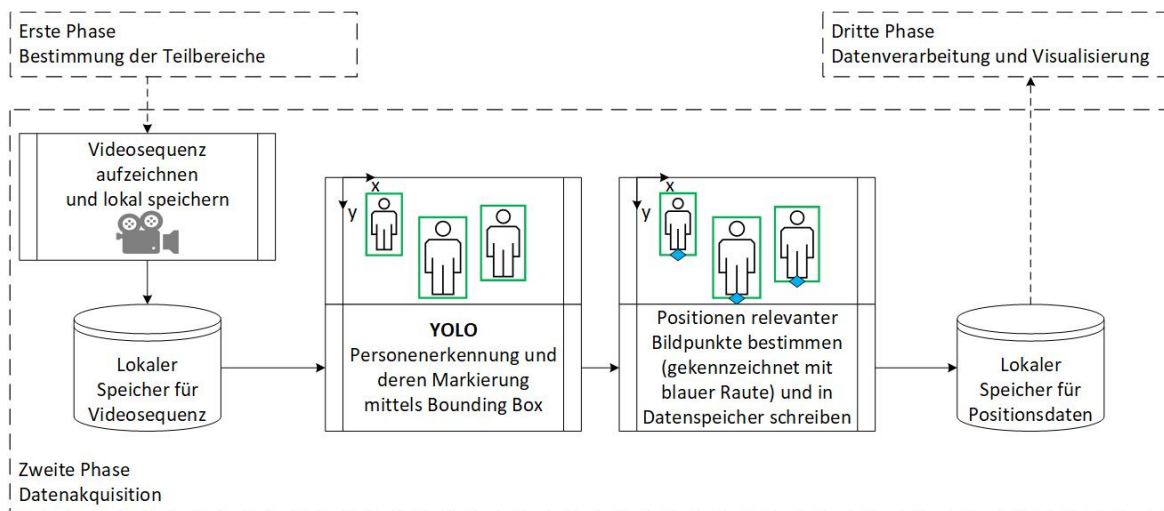 Erste Phase
Bestimmung der Teilbereiche
Dritte Phase
Datenverarbeitung und Visualisierung
Videosequenz
aufzeichnen
und lokal speichern
x
y
x
y
Lokaler
Speicher für
Videosequenz
YOLO
Personenerkennung und
deren Markierung
mittels Bounding Box
Positionen relevanter
Bildpunkte bestimmen
(gekennzeichnet mit
blauer Raute) und in
Datenspeicher schreiben
Lokaler
Speicher für
Positionsdaten
Zweite Phase
Datenakquisition